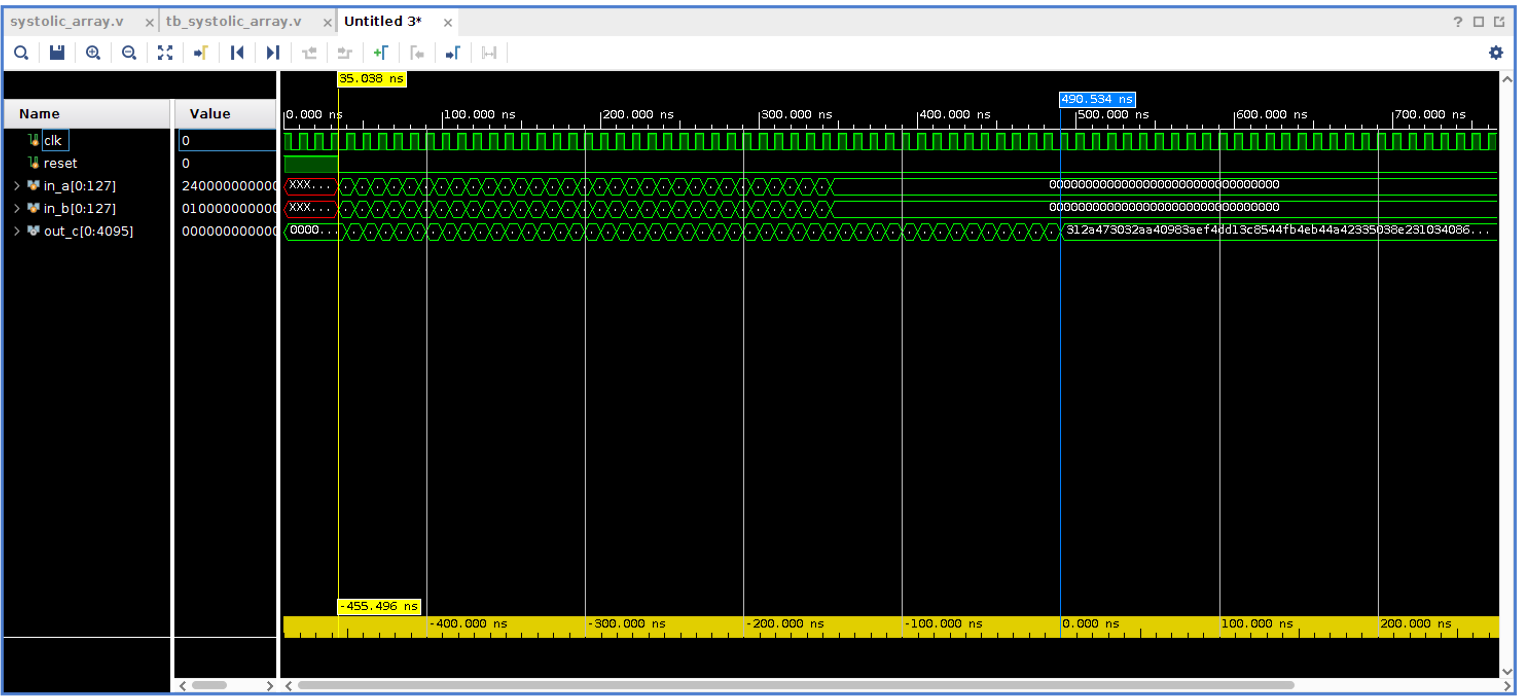 systolic_array.v × tb_systolic_array.v × Untitled 3* ×
?
35.038 ns
490.534 ns
Name Value
0.000 ns 100.000 ns 200.000 ns 300.000 ns 400.000 ns 500.000 ns 600.000 ns 700.000 ns
clk 0
reset 0
in_a[0:127] 240000000000 XXX... 00000000000000000000000000000000
in_b[0:127] 010000000000 XXX... 00000000000000000000000000000000
out_c[0:4095] 000000000000 0000... 312a473032aa40983aef4dd13c8544fb4eb44a42335038e231034086...
-455.496 ns
-400.000 ns -300.000 ns -200.000 ns -100.000 ns 0.000 ns 100.000 ns 200.000 ns